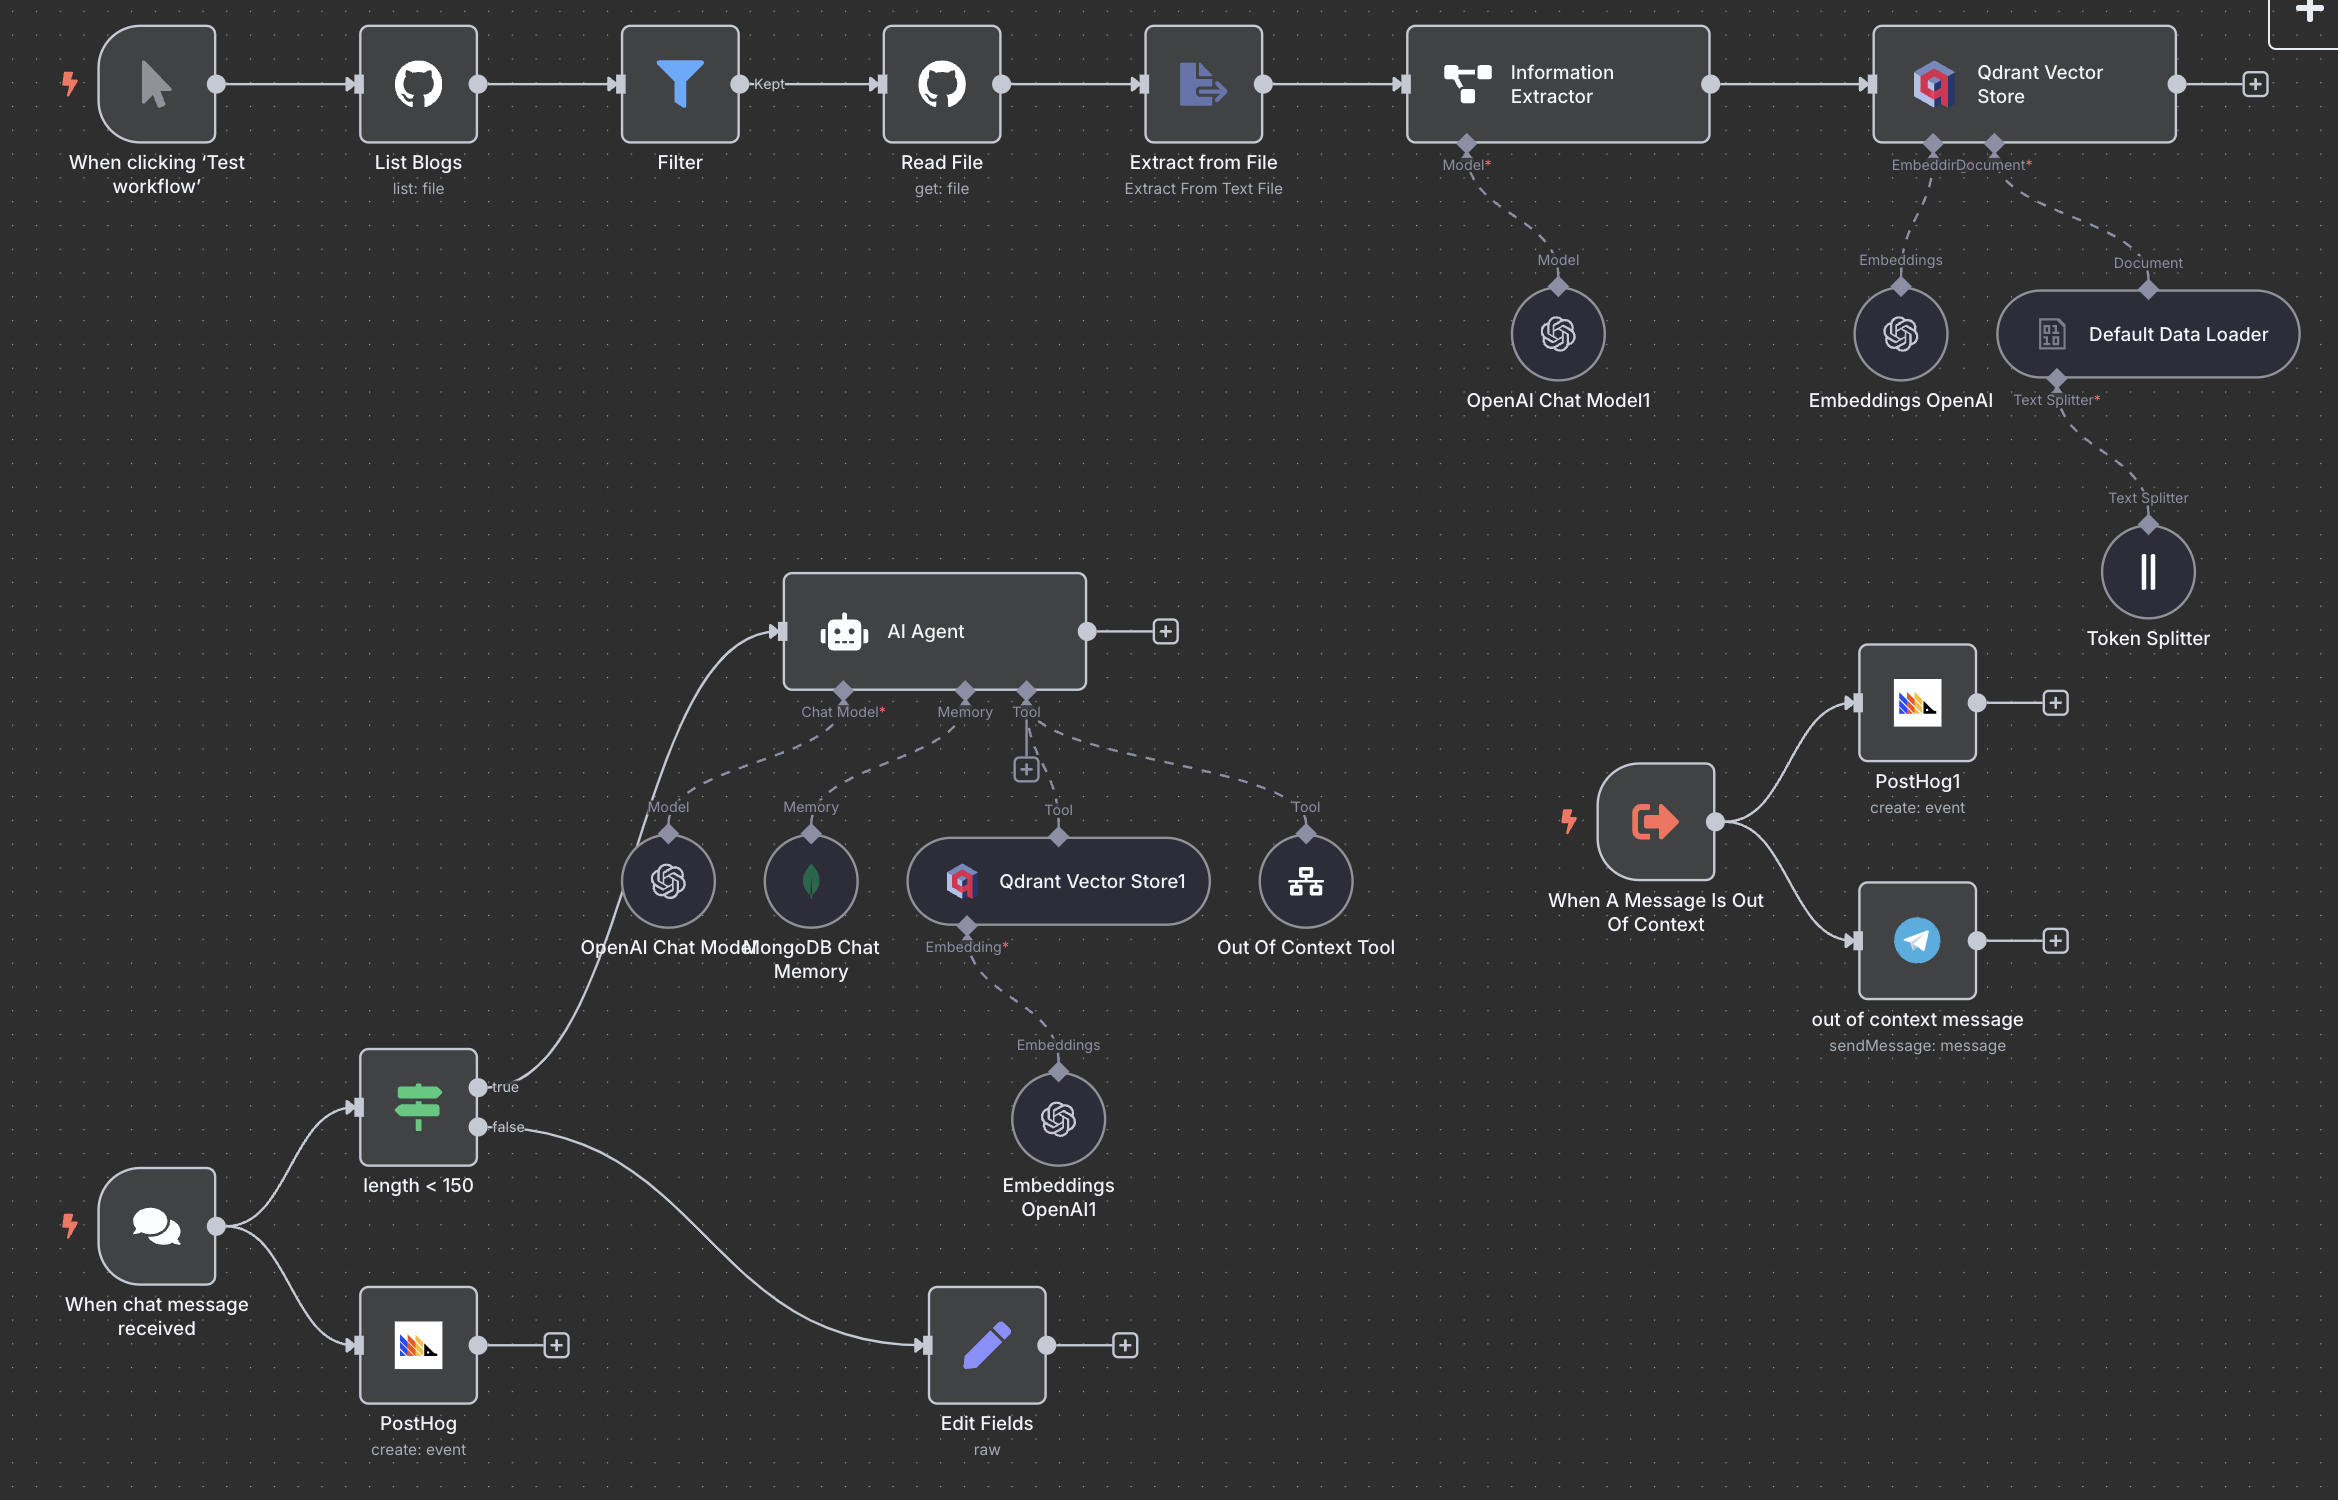 Kept
Information
Extractor
Qdrant Vector
Store
When clicking ‘Test
workflow’
List Blogs
list: file
Filter
Read File
get: file
Extract from File
Extract From Text File
Model*
Document*
Model
Embeddings
Document
01
10
Default Data Loader
OpenAI Chat Model1
Embeddings OpenAI
Text Splitter*
Text Splitter
Token Splitter
AI Agent
Chat Model*
Memory
Tool
Model
Memory
Tool
Tool
Qdrant Vector Store1
OpenAI Chat Model
MongoDB Chat
Memory
Out Of Context Tool
Embedding*
Embeddings
Embeddings
OpenAI1
PostHog1
create: event
When A Message Is Out
Of Context
out of context message
sendMessage: message
true
false
length < 150
When chat message
received
PostHog
create: event
Edit Fields
raw